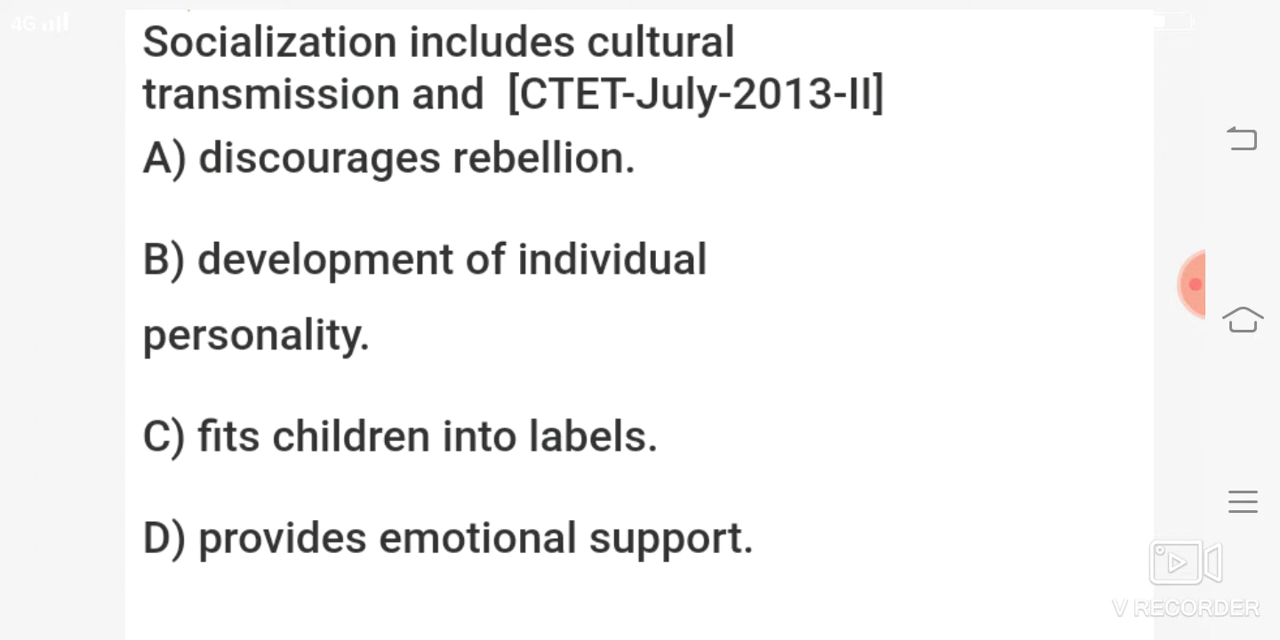 4G
Socialization includes cultural
transmission and [CTET-July-2013-II]
A) discourages rebellion.
B) development of individual
personality.
C) fits children into labels.
D) provides emotional support.
V RECORDER